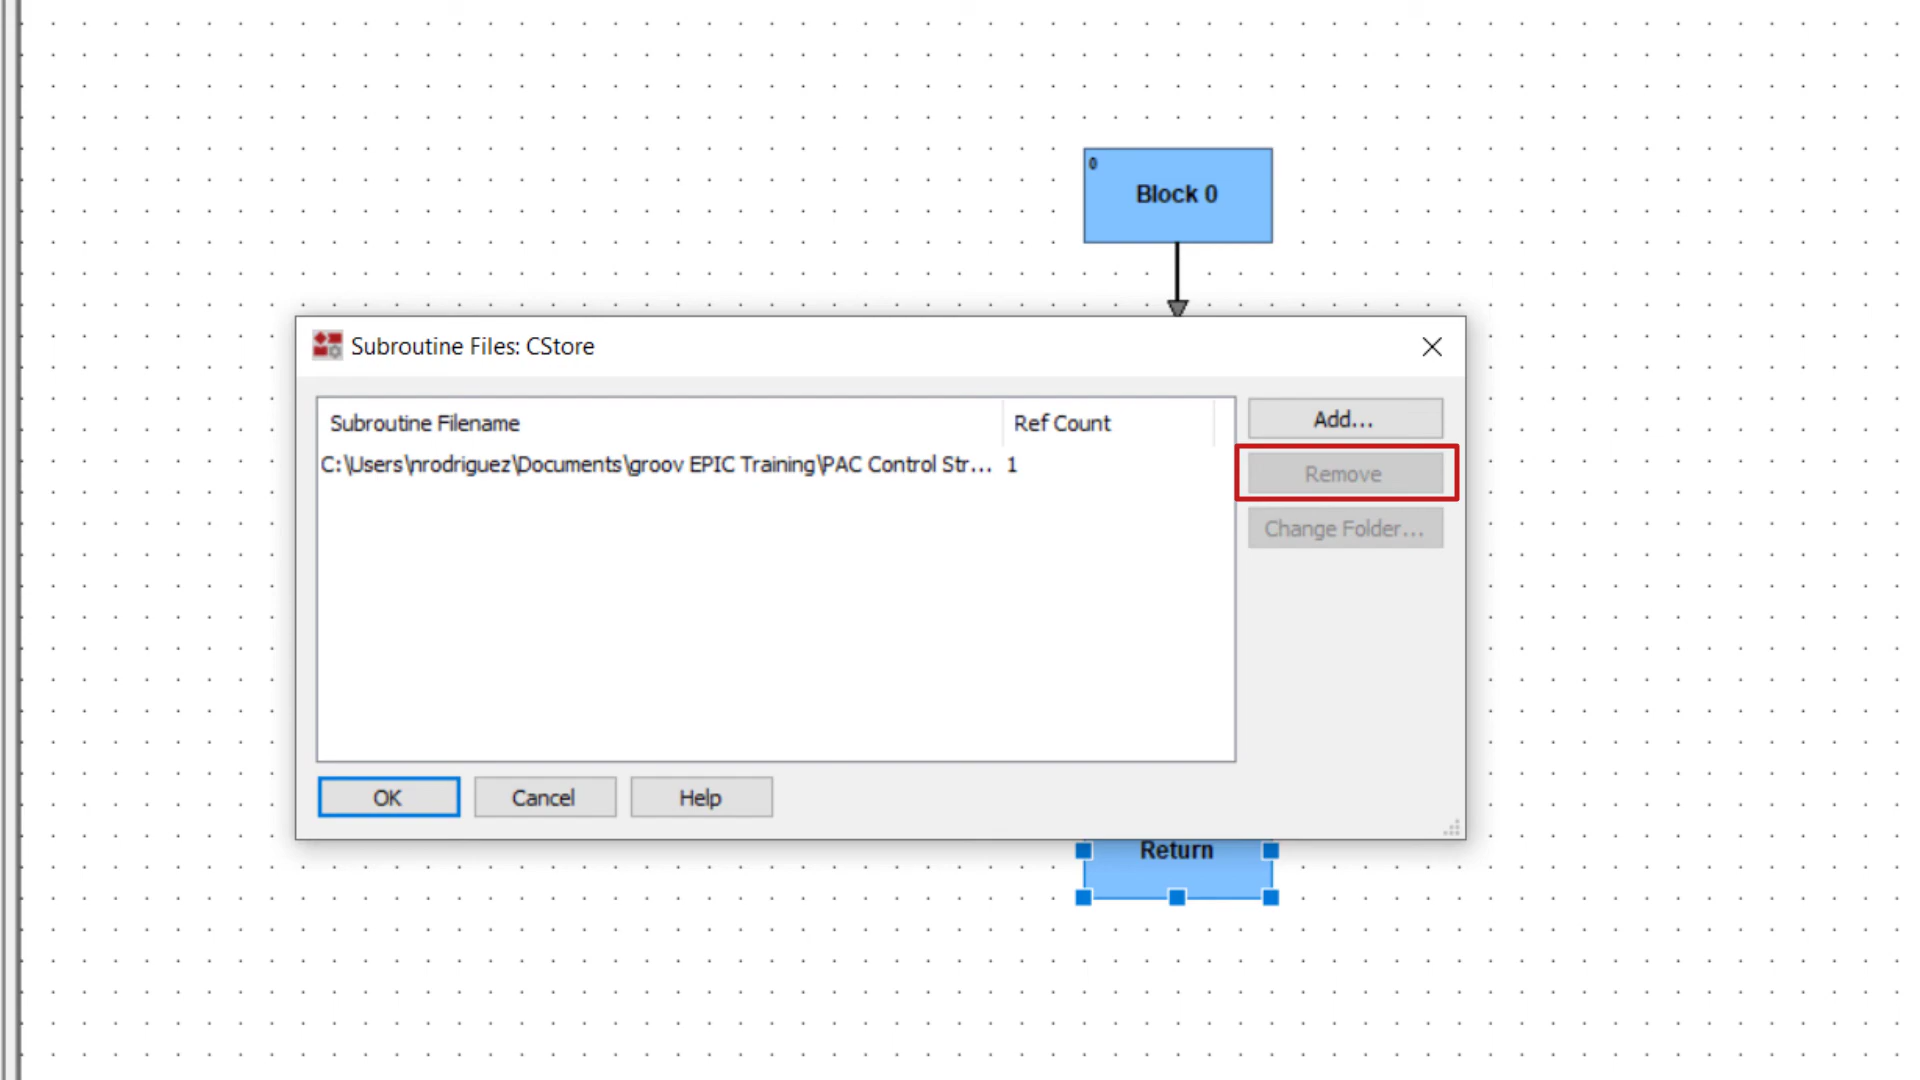 0
Block 0
Subroutine Files: CStore
Subroutine Filename Ref Count
C:\Users\nrodriguez\Documents\groov EPIC Training\PAC Control Str... 1
Add...
Remove
Change Folder...
OK Cancel Help
Return